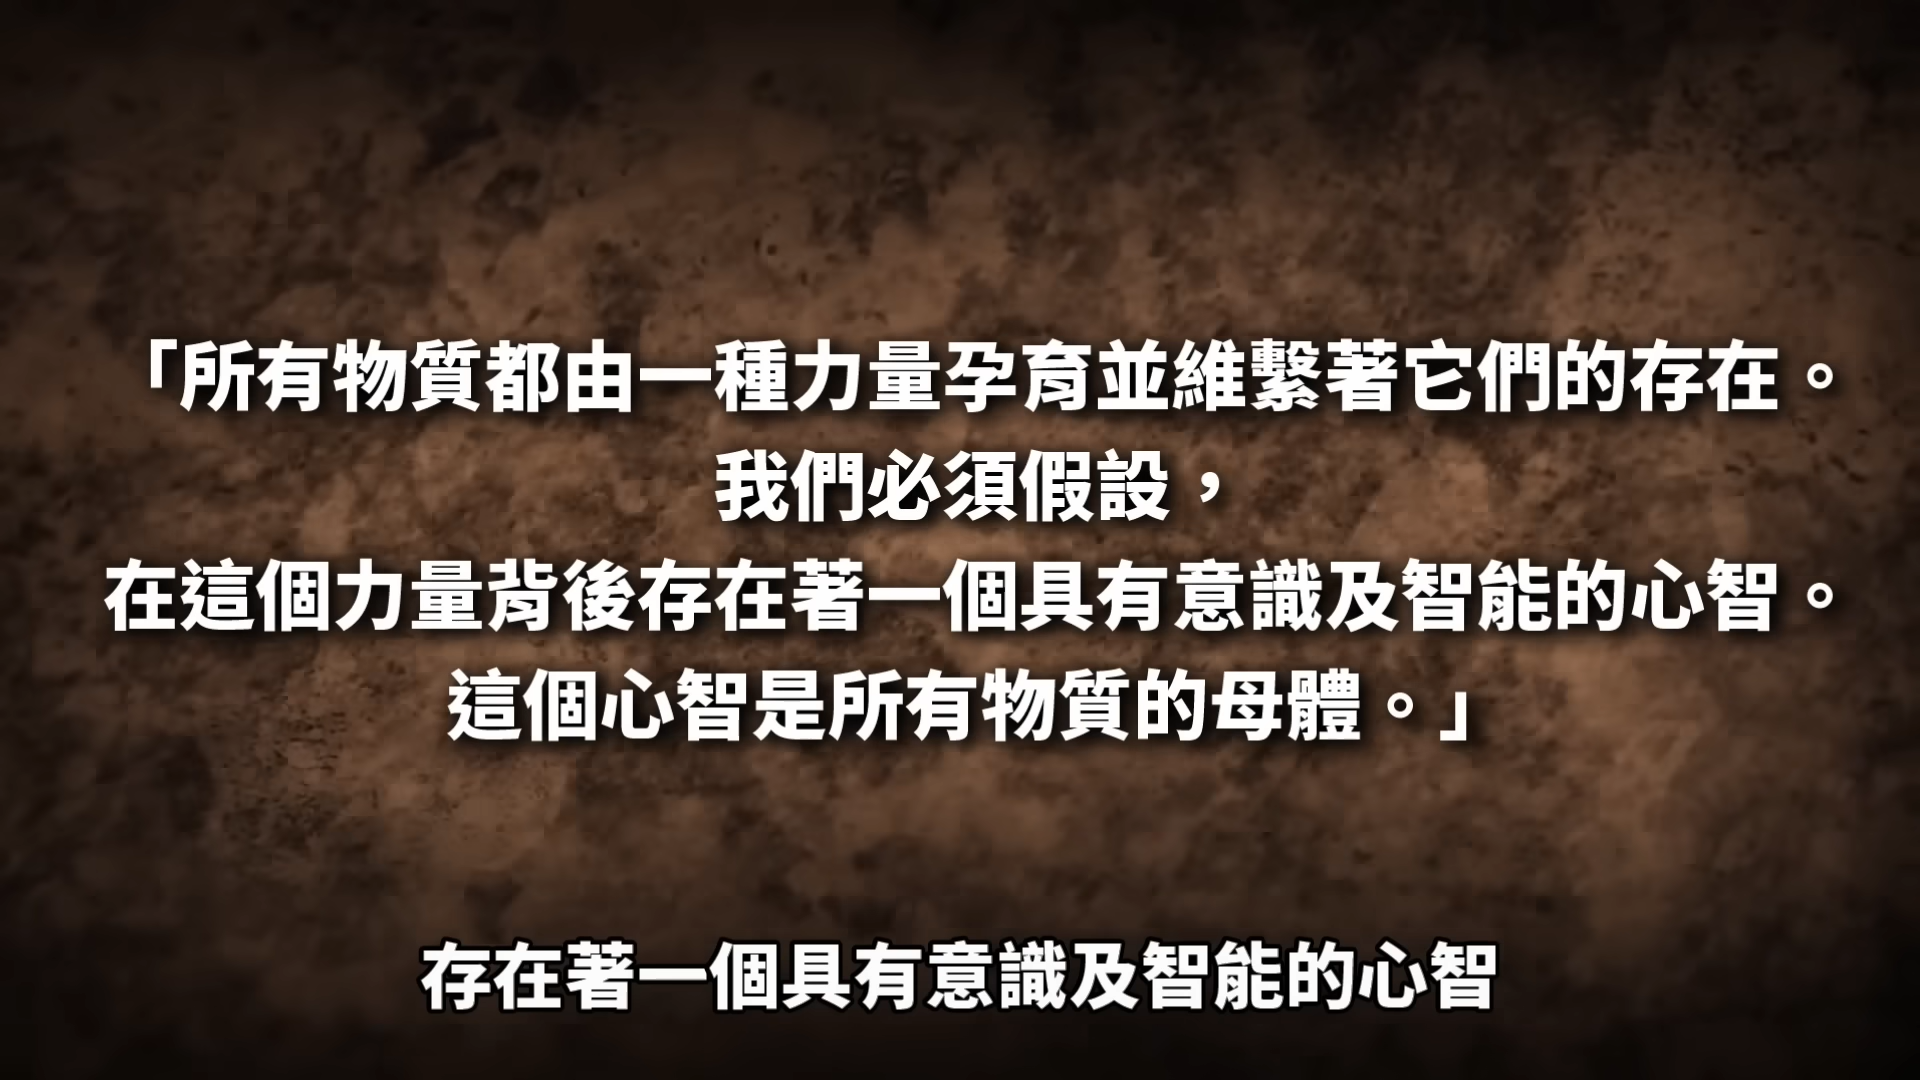 「所有物質都由一種力量孕育並維繫著它們的存在。
我們必須假設，
在這個力量背後存在著一個具有意識及智能的心智。
這個心智是所有物質的母體。」
存在著一個具有意識及智能的心智